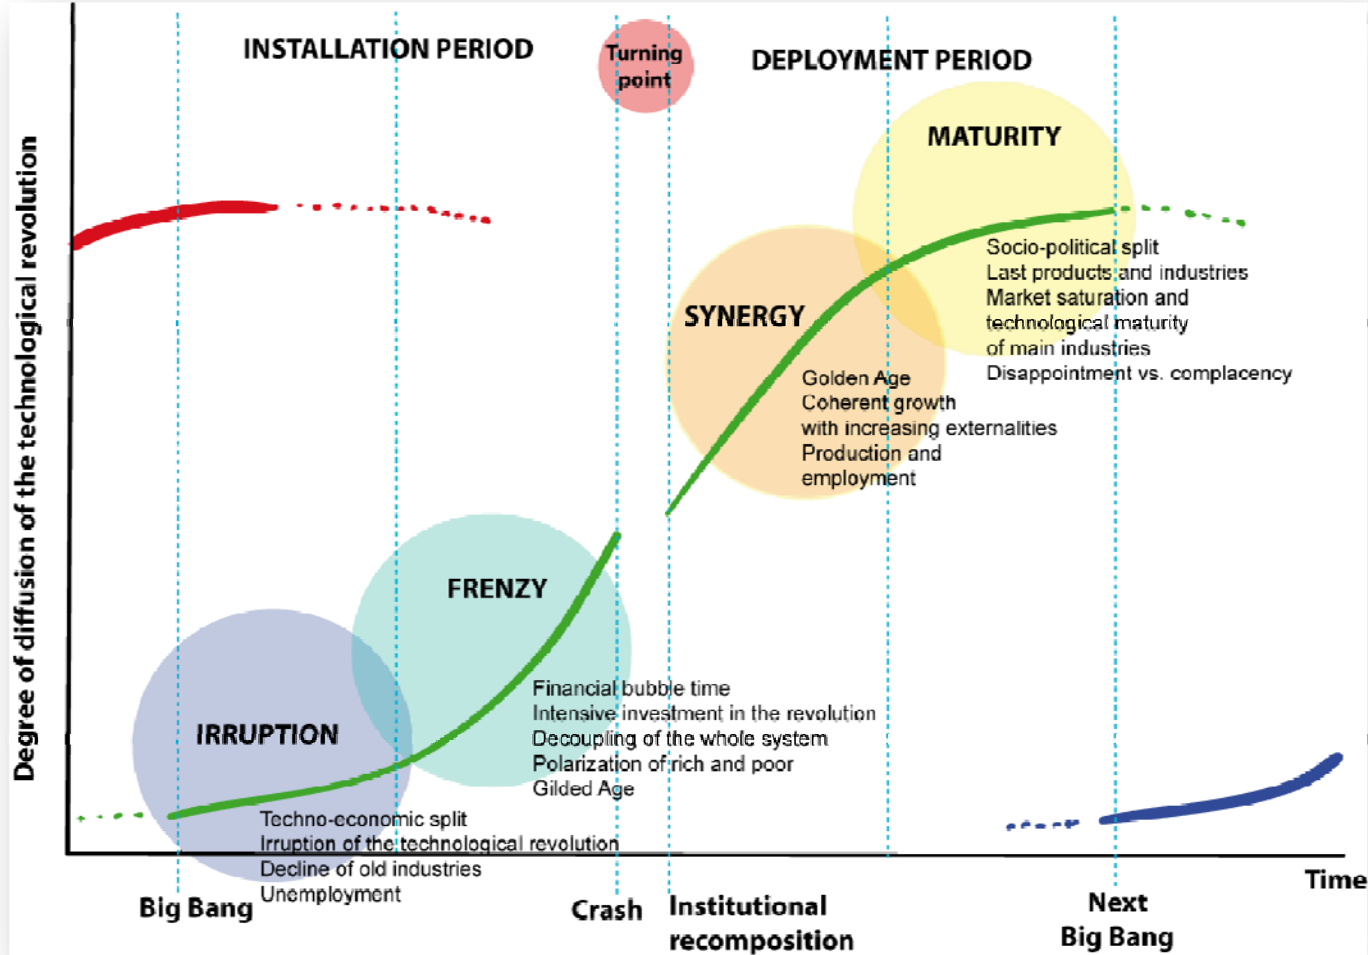 INSTALLATION PERIOD
Turning
point
DEPLOYMENT PERIOD
MATURITY
Socio-political split
Last products and industries
Market saturation and
technological maturity
of main industries
Disappointment vs. complacency
SYNERGY
Golden Age
Coherent growth
with increasing externalities
Production and
employment
FRENZY
Financial bubble time
Intensive investment in the revolution
Decoupling of the whole system
Polarization of rich and poor
Gilded Age
IRRUPTION
Techno-economic split
Irruption of the technological revolution
Decline of old industries
Unemployment
Degree of diffusion of the technological revolution
Time
Big Bang
Crash
Institutional
recomposition
Next
Big Bang